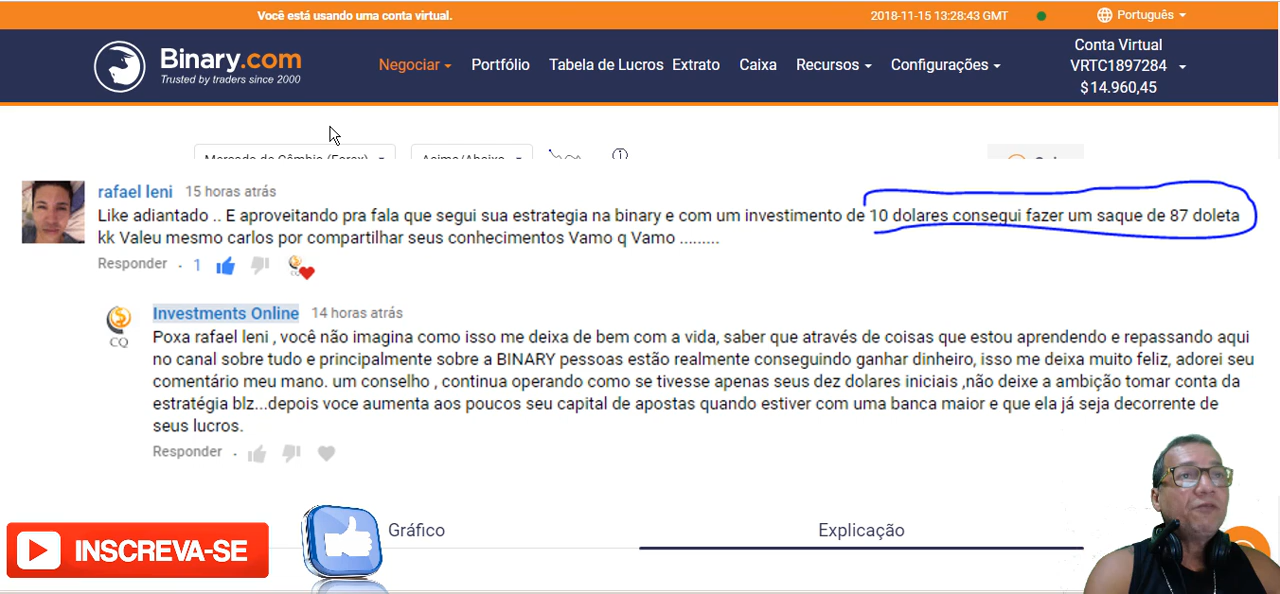 Você está usando uma conta virtual.
2018-11-15 13:28:43 GMT
Português
Binary.com
Trusted by traders since 2000
Negociar
Portfólio
Tabela de Lucros
Extrato
Caixa
Recursos
Configurações
Conta Virtual
VRTC1897284
$14.960,45
Mercado de Câmbio (Forex)
Acima/Abaixo
rafael leni 15 horas atrás
Like adiantado .. E aproveitando pra fala que segui sua estrategia na binary e com um investimento de 10 dolares consegui fazer um saque de 87 doleta
kk Valeu mesmo carlos por compartilhar seus conhecimentos Vamo q Vamo .........
Responder . 1
Investments Online 14 horas atrás
CQ
Poxa rafael leni , você não imagina como isso me deixa de bem com a vida, saber que através de coisas que estou aprendendo e repassando aqui
no canal sobre tudo e principalmente sobre a BINARY pessoas estão realmente conseguindo ganhar dinheiro, isso me deixa muito feliz, adorei seu
comentário meu mano. um conselho , continua operando como se tivesse apenas seus dez dolares iniciais ,não deixe a ambição tomar conta da
estratégia blz...depois voce aumenta aos poucos seu capital de apostas quando estiver com uma banca maior e que ela já seja decorrente de
seus lucros.
Responder .
INSCREVA-SE
Gráfico
Explicação